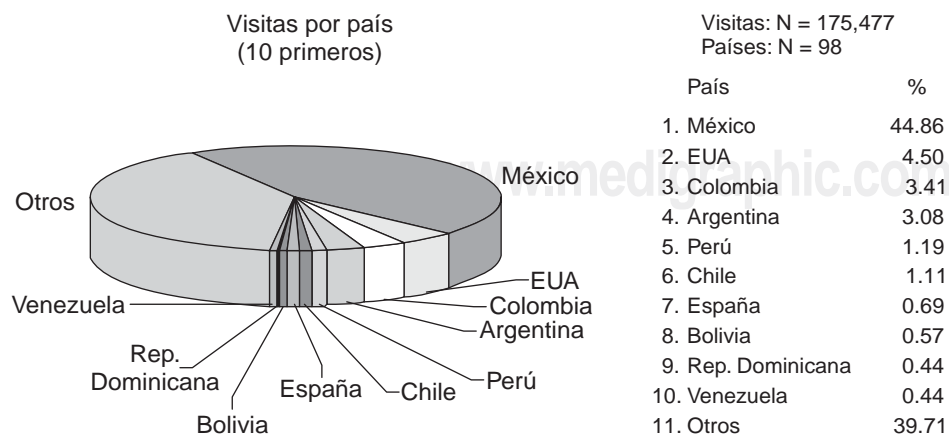 Visitas por país
(10 primeros)
Otros
México
EUA
Colombia
Argentina
Perú
Chile
España
Bolivia
Rep.
Dominicana
Venezuela
Visitas: N = 175,477
Países: N = 98
País %
1. México 44.86
2. EUA 4.50
3. Colombia 3.41
4. Argentina 3.08
5. Perú 1.19
6. Chile 1.11
7. España 0.69
8. Bolivia 0.57
9. Rep. Dominicana 0.44
10. Venezuela 0.44
11. Otros 39.71
www.medigraphic.com